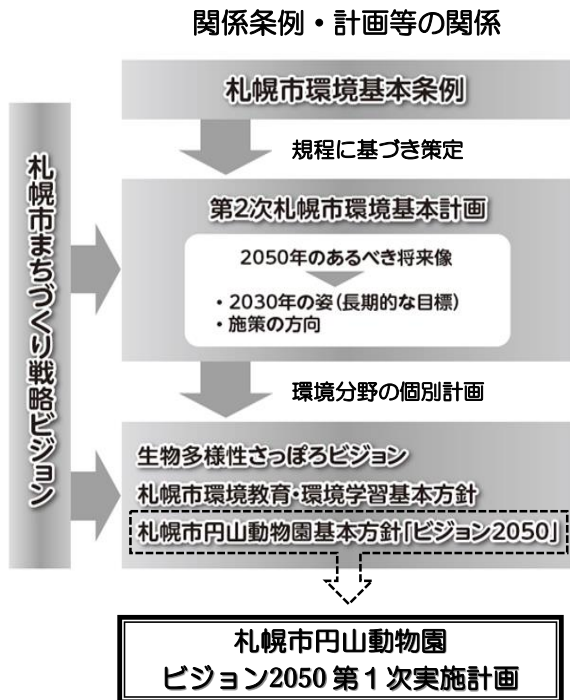 関係条例・計画等の関係
札幌市環境基本条例
規程に基づき策定
札幌市まちづくり戦略ビジョン
第2次札幌市環境基本計画
2050年のあるべき将来像
・2030年の姿(長期的な目標)
・施策の方向
環境分野の個別計画
生物多様性さっぽろビジョン
札幌市環境教育・環境学習基本方針
札幌市円山動物園基本方針「ビジョン2050」
札幌市円山動物園
ビジョン2050 第1次実施計画